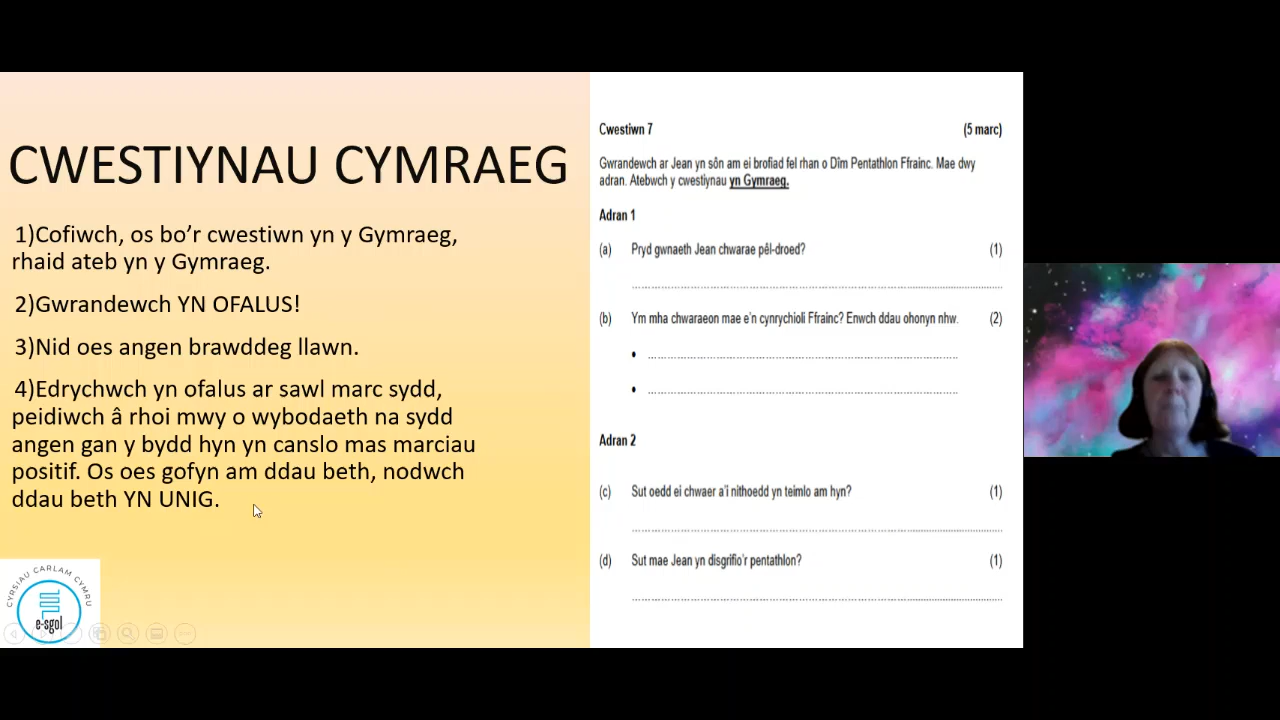 CWESTIYNAU CYMRAEG
1)Cofiwch, os bo'r cwestiwn yn y Gymraeg,
rhaid ateb yn y Gymraeg.
2)Gwrandewch YN OFALUS!
3)Nid oes angen brawddeg llawn.
4)Edrychwch yn ofalus ar sawl marc sydd,
peidiwch â rhoi mwy o wybodaeth na sydd
angen gan y bydd hyn yn canslo mas marciau
positif. Os oes gofyn am ddau beth, nodwch
ddau beth YN UNIG.
CYRSIAU CARLAM CYMRU
e-sgol
Cwestiwn 7 (5 marc)
Gwrandewch ar Jean yn sôn am ei brofiad fel rhan o Dîm Pentathlon Ffrainc. Mae dwy
adran. Atebwch y cwestiynau yn Gymraeg.
Adran 1
(a) Pryd gwnaeth Jean chwarae pêl-droed? (1)
(b) Ym mha chwaraeon mae e'n cynrychioli Ffrainc? Enwch ddau ohonyn nhw. (2)
Adran 2
(c) Sut oedd ei chwaer a'i nithoedd yn teimlo am hyn? (1)
(d) Sut mae Jean yn disgrifio'r pentathlon? (1)